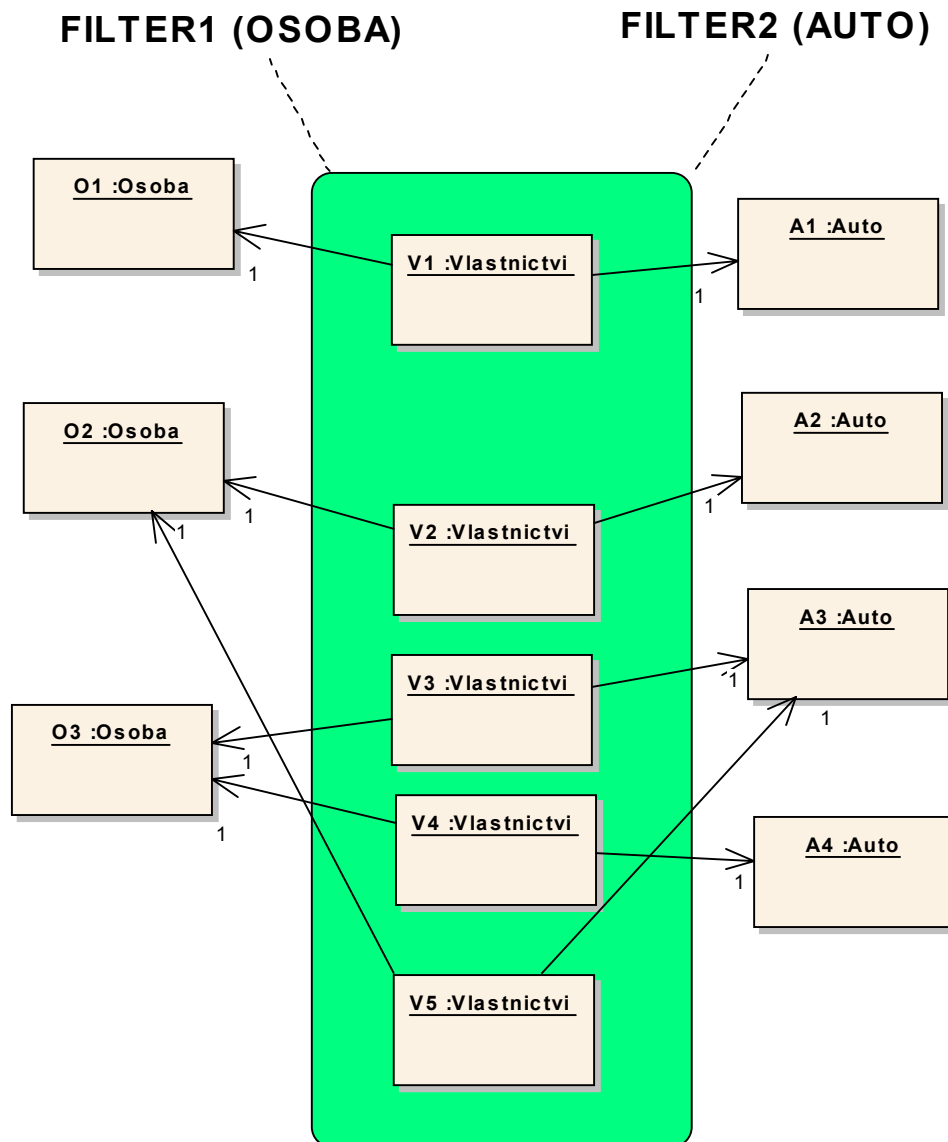 FILTER1 (OSOBA)
FILTER2 (AUTO)
O1 :Osoba
A1 :Auto
V1 :Vlastnictvi
1
1
O2 :Osoba
A2 :Auto
V2 :Vlastnictvi
1
1
1
A3 :Auto
V3 :Vlastnictvi
O3 :Osoba
1
1
1
V4 :Vlastnictvi
1
A4 :Auto
1
V5 :Vlastnictvi